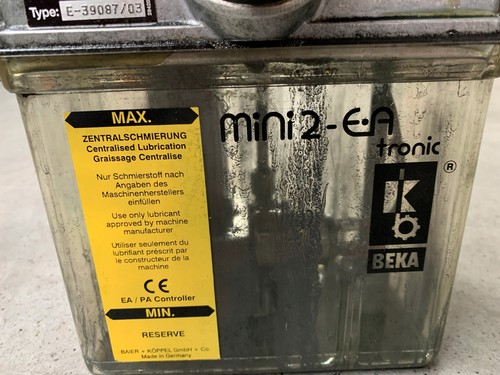 Type: E-39087/03
MAX.
ZENTRALSCHMIERUNG
Centralised Lubrication
Graissage Centralise
Nur Schmierstoff nach
Angaben des
Maschinenherstellers
einfüllen
Use only lubricant
approved by machine
manufacturer
Utiliser seulement du
lubrifiant prescrit par
le constructeur de la
machine
CE
EA / PA Controller
MIN.
RESERVE
BAIER + KÖPPEL GmbH + Co.
Made in Germany
mini2-EA
tronic
®
BEKA